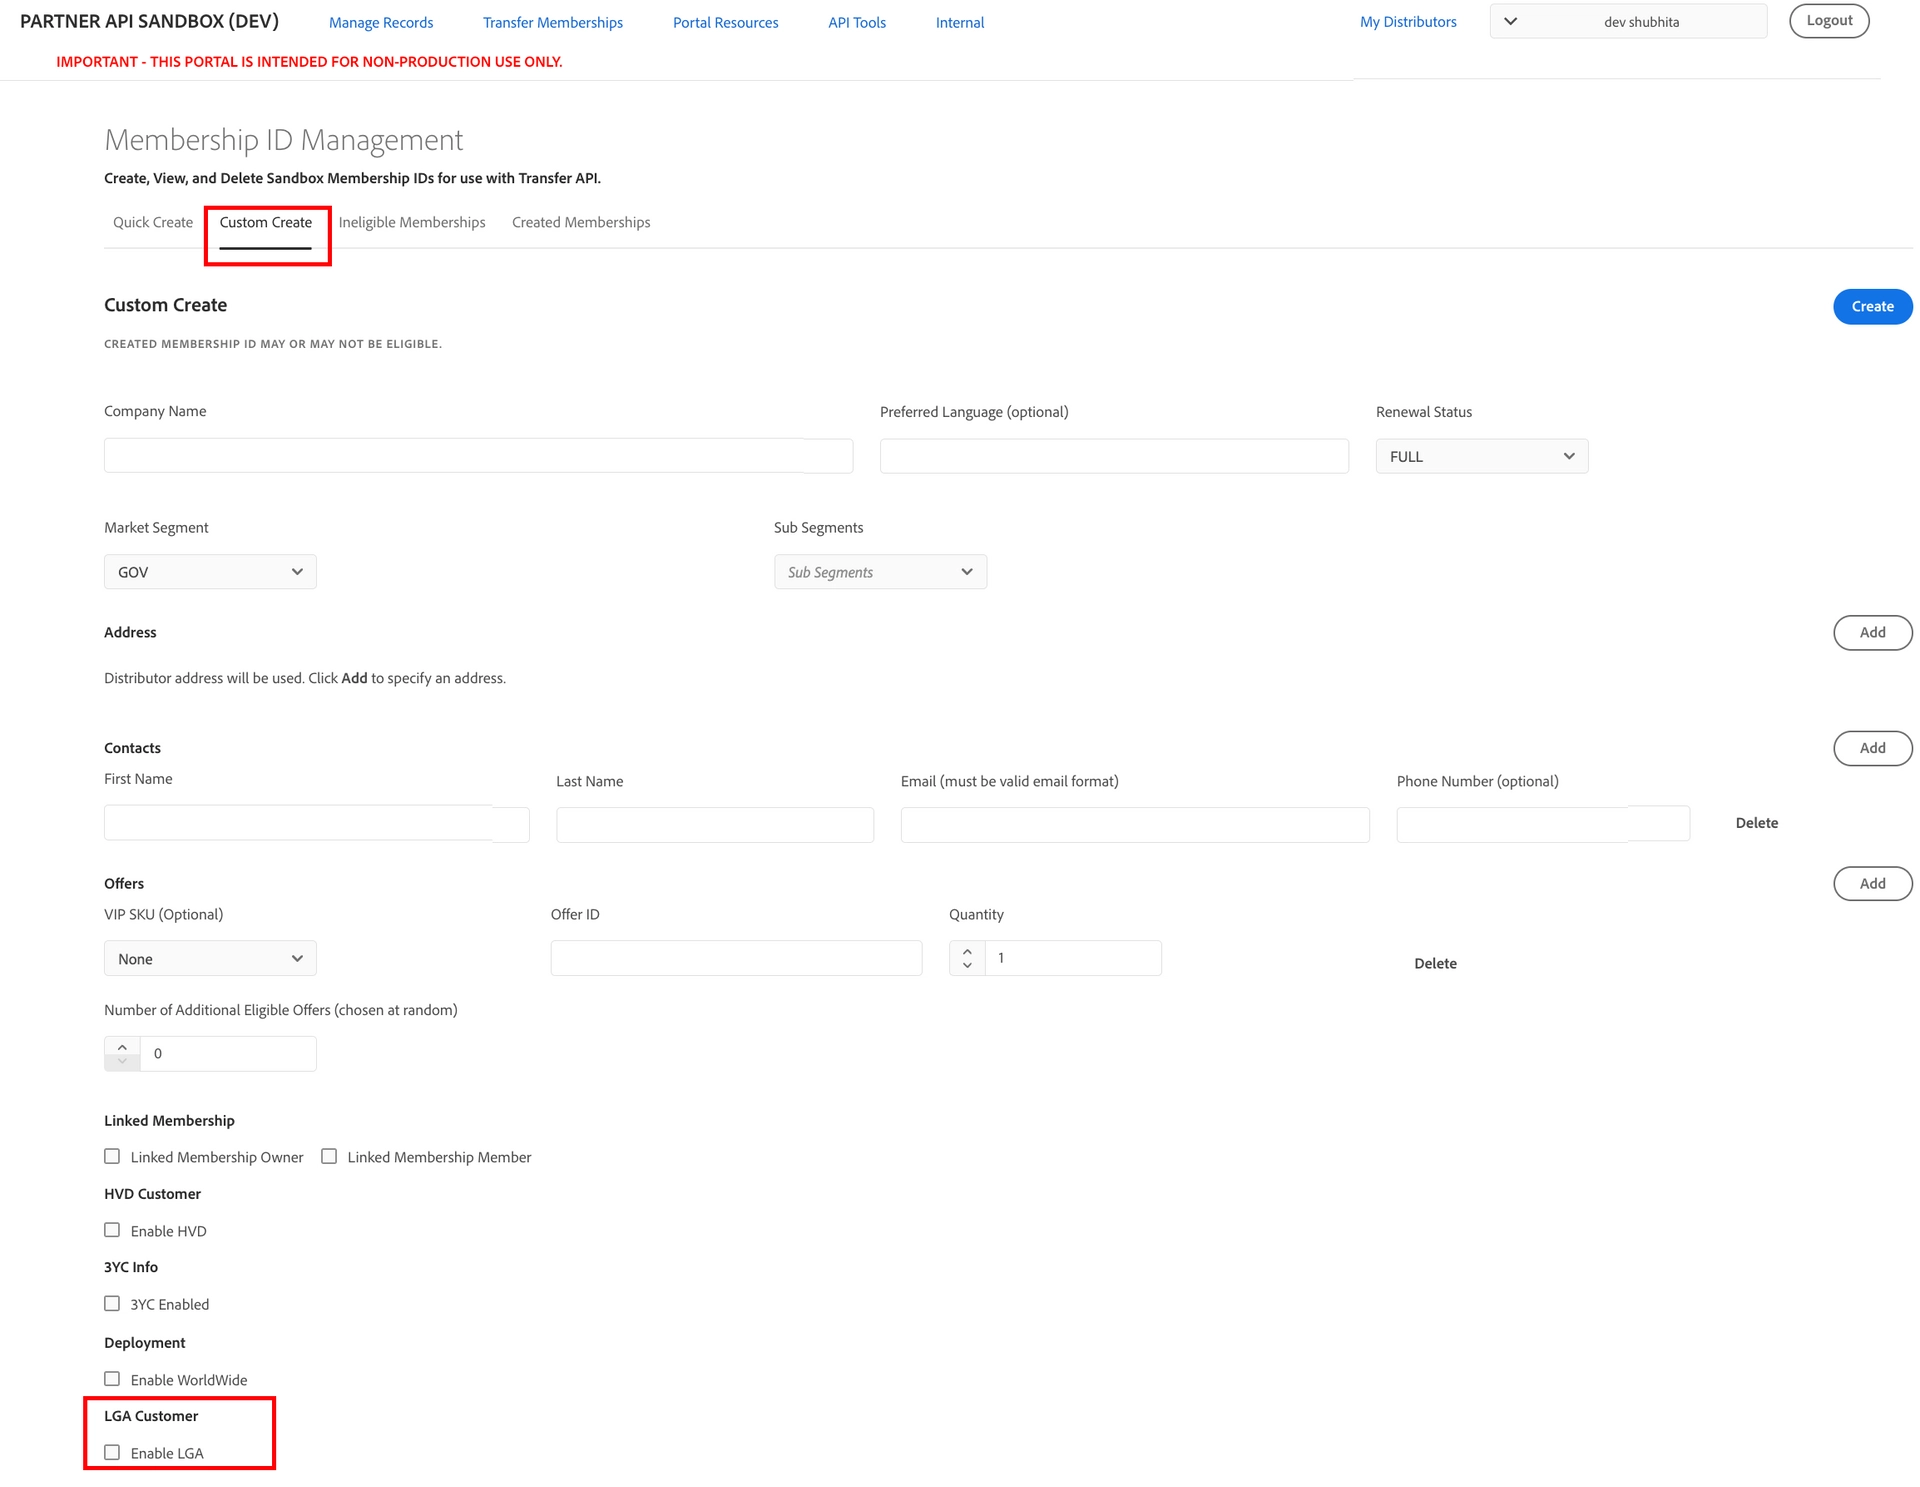 PARTNER API SANDBOX (DEV) Manage Records Transfer Memberships Portal Resources API Tools Internal My Distributors dev shubhita Logout
IMPORTANT - THIS PORTAL IS INTENDED FOR NON-PRODUCTION USE ONLY.
Membership ID Management
Create, View, and Delete Sandbox Membership IDs for use with Transfer API.
Quick Create Custom Create Ineligible Memberships Created Memberships
Custom Create Create
CREATED MEMBERSHIP ID MAY OR MAY NOT BE ELIGIBLE.
Company Name Preferred Language (optional) Renewal Status
FULL
Market Segment Sub Segments
GOV Sub Segments
Address Add
Distributor address will be used. Click Add to specify an address.
Contacts Add
First Name Last Name Email (must be valid email format) Phone Number (optional)
Delete
Offers Add
VIP SKU (Optional) Offer ID Quantity
None 1 Delete
Number of Additional Eligible Offers (chosen at random)
0
Linked Membership
Linked Membership Owner Linked Membership Member
HVD Customer
Enable HVD
3YC Info
3YC Enabled
Deployment
Enable WorldWide
LGA Customer
Enable LGA